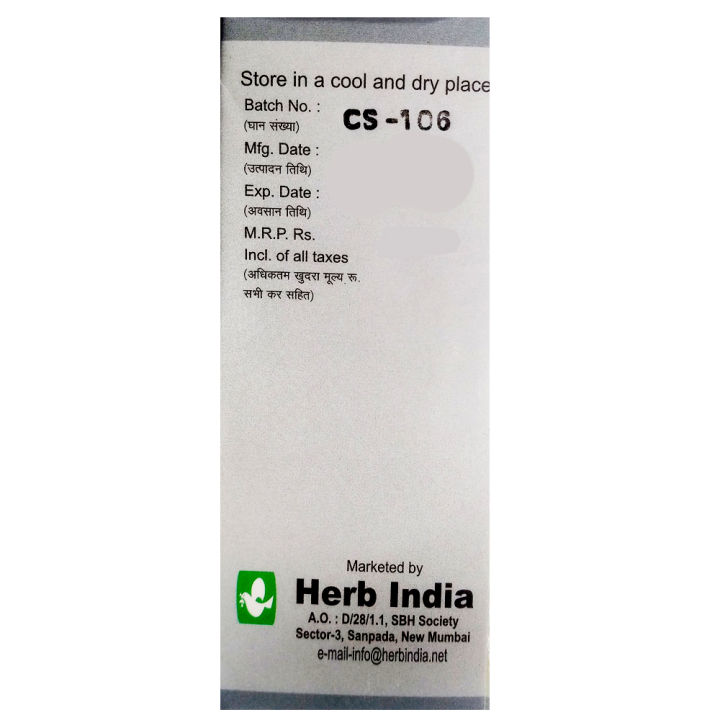 Store in a cool and dry place
Batch No. : CS-106
(घान संख्या)
Mfg. Date :
(उत्पादन तिथि)
Exp. Date :
(अवसान तिथि)
M.R.P. Rs.
Incl. of all taxes
(अधिकतम खुदरा मूल्य रू.
सभी कर सहित)
Marketed by
Herb India
A.O. : D/28/1.1, SBH Society
Sector-3, Sanpada, New Mumbai
e-mail-info@herbindia.net